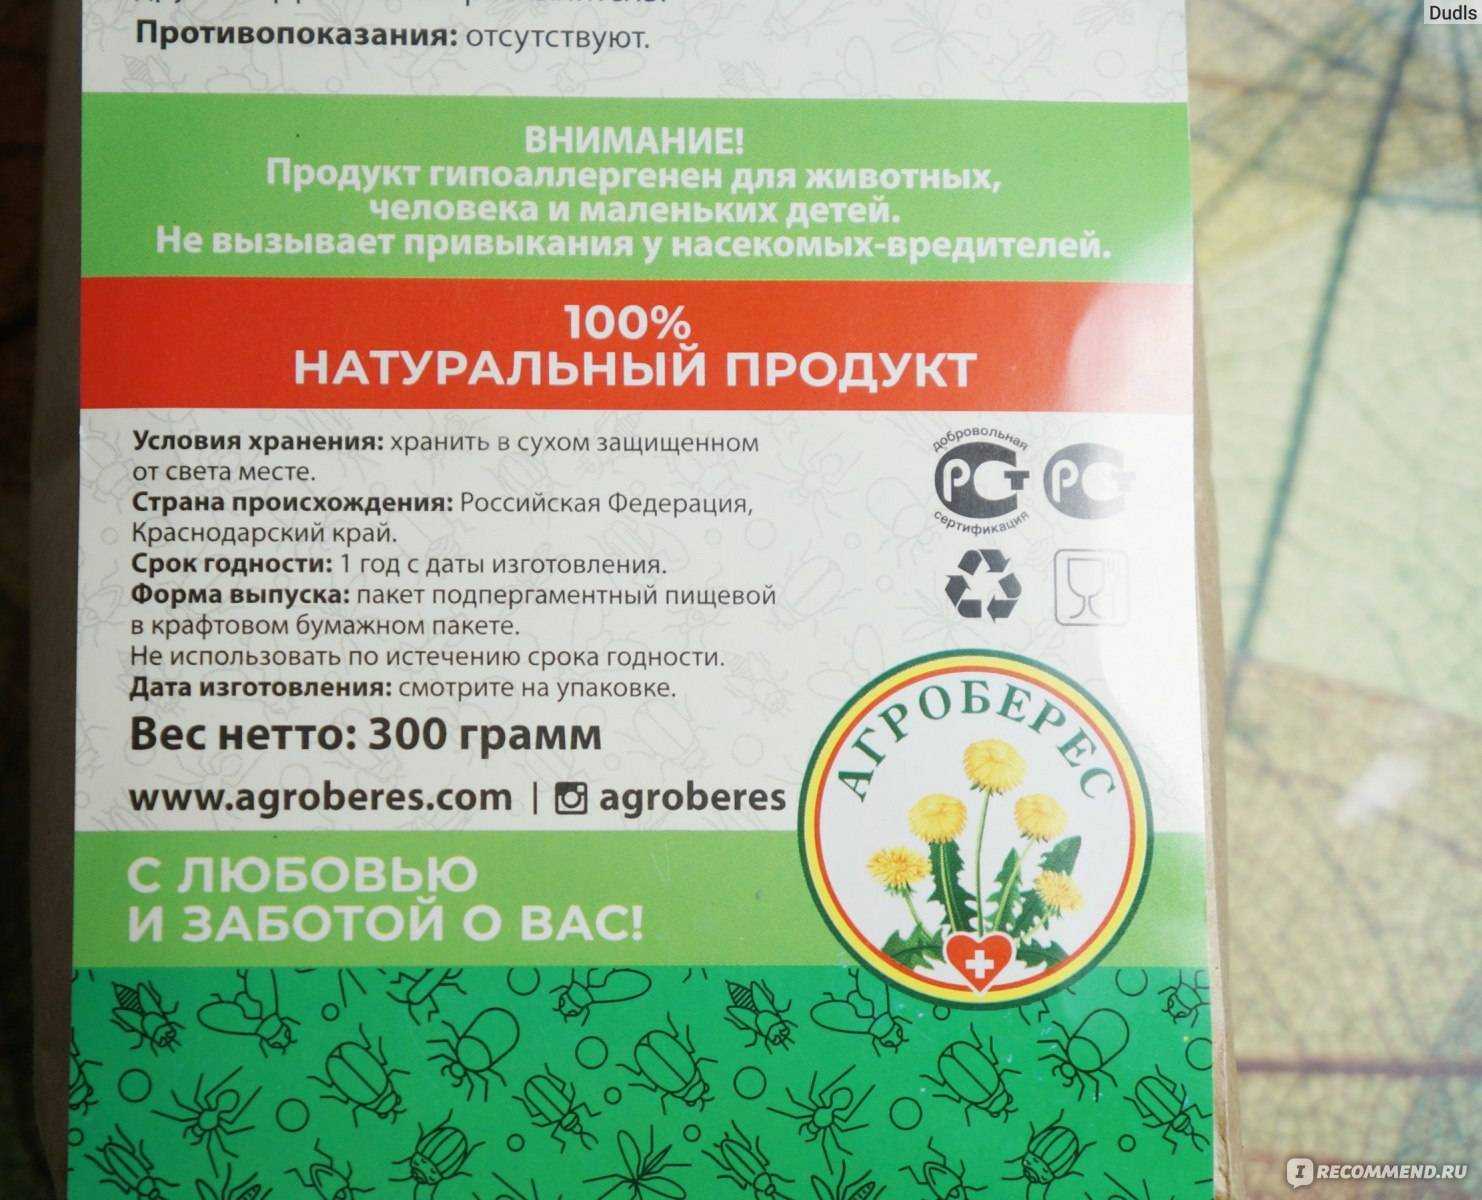 Dudls
Противопоказания: отсутствуют.
ВНИМАНИЕ!
Продукт гипоаллергенен для животных,
человека и маленьких детей.
Не вызывает привыкания у насекомых-вредителей.
100%
НАТУРАЛЬНЫЙ ПРОДУКТ
Условия хранения: хранить в сухом защищенном
от света месте.
Страна происхождения: Российская Федерация,
Краснодарский край.
Срок годности: 1 год с даты изготовления.
Форма выпуска: пакет подпергаментный пищевой
в крафтовом бумажном пакете.
Не использовать по истечению срока годности.
Дата изготовления: смотрите на упаковке.
Вес нетто: 300 грамм
www.agroberes.com | agroberes
добровольная
РСТ
сертификация
РСТ
АГРОБЕРЕС
С ЛЮБОВЬЮ
И ЗАБОТОЙ О ВАС!
IRECOMMEND.RU